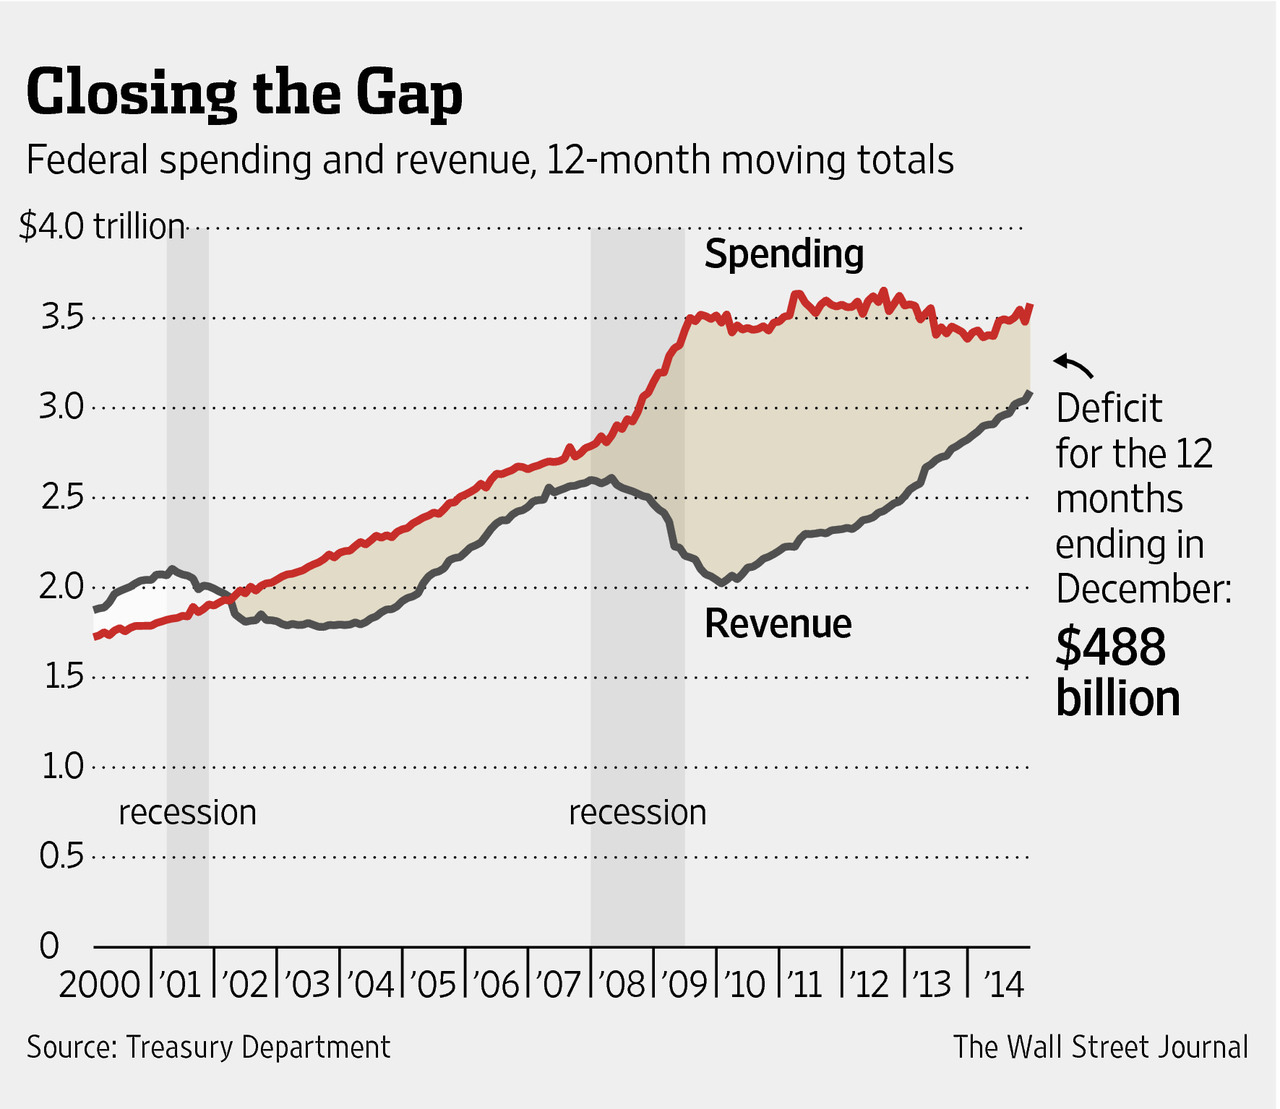 Closing the Gap
Federal spending and revenue, 12-month moving totals
$4.0 trillion
3.5
3.0
2.5
2.0
1.5
1.0
0.5
0
Spending
Revenue
recession
recession
Deficit
for the 12
months
ending in
December:
$488
billion
2000 '01 '02 '03 '04 '05 '06 '07 '08 '09 '10 '11 '12 '13 '14
Source: Treasury Department
The Wall Street Journal